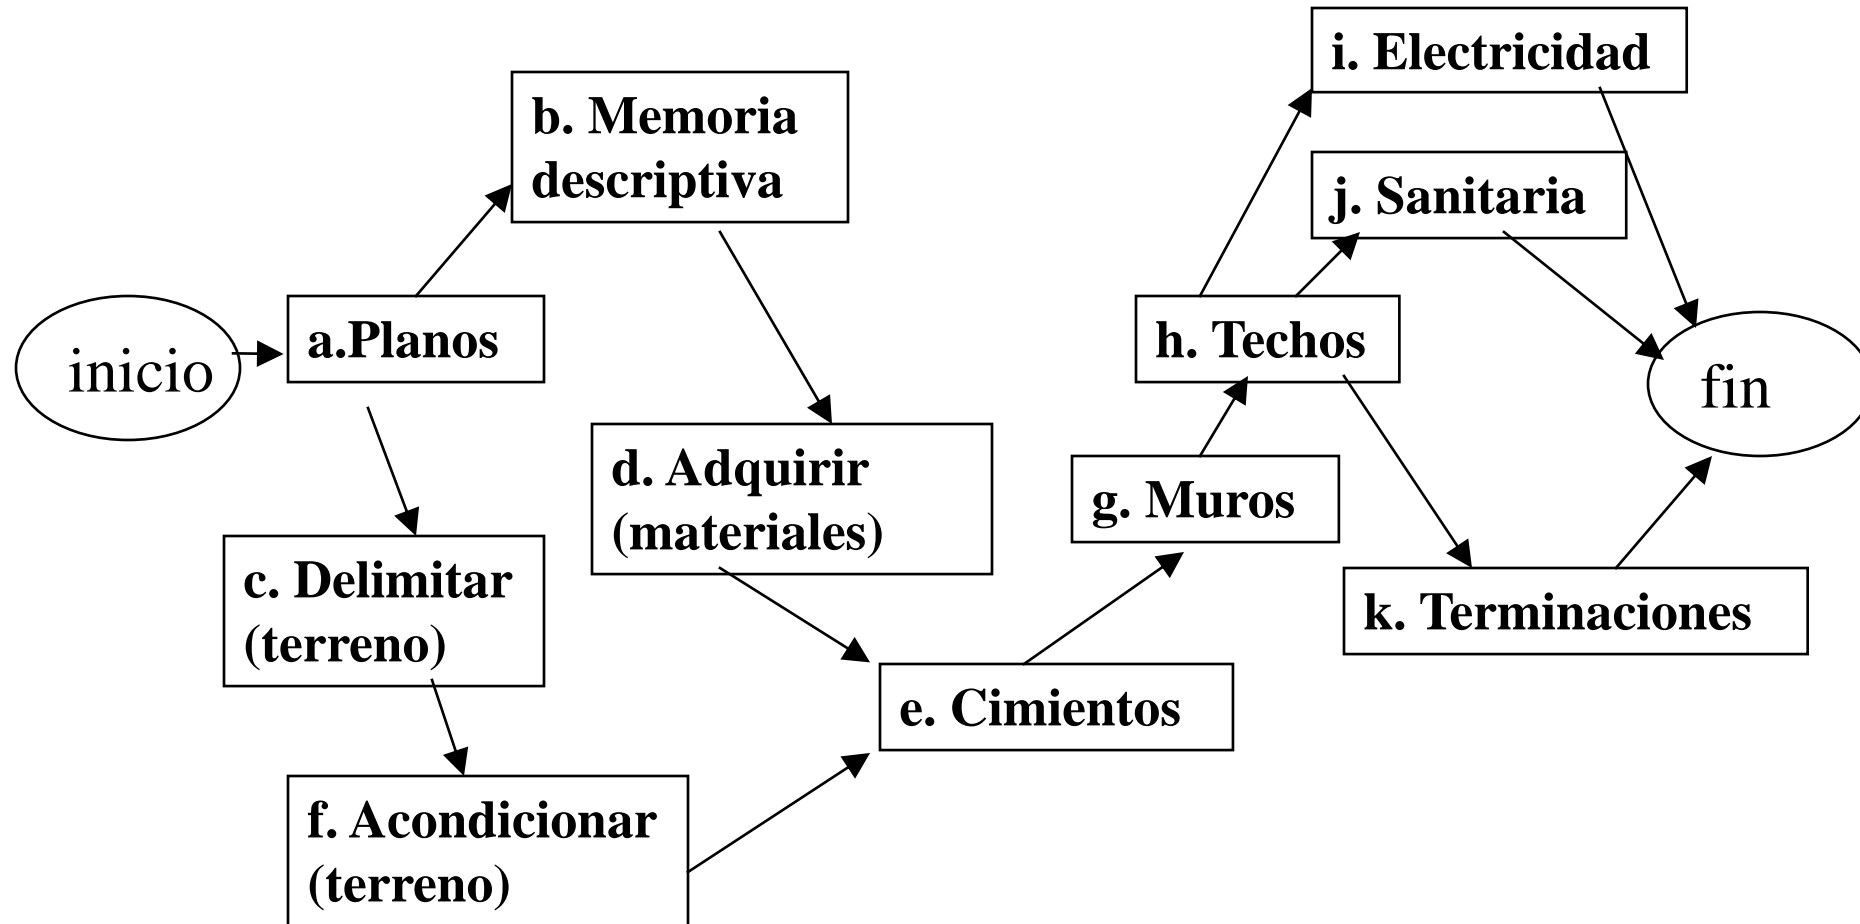 inicio
a.Planos
b. Memoria
descriptiva
c. Delimitar
(terreno)
d. Adquirir
(materiales)
f. Acondicionar
(terreno)
e. Cimientos
g. Muros
h. Techos
i. Electricidad
j. Sanitaria
k. Terminaciones
fin